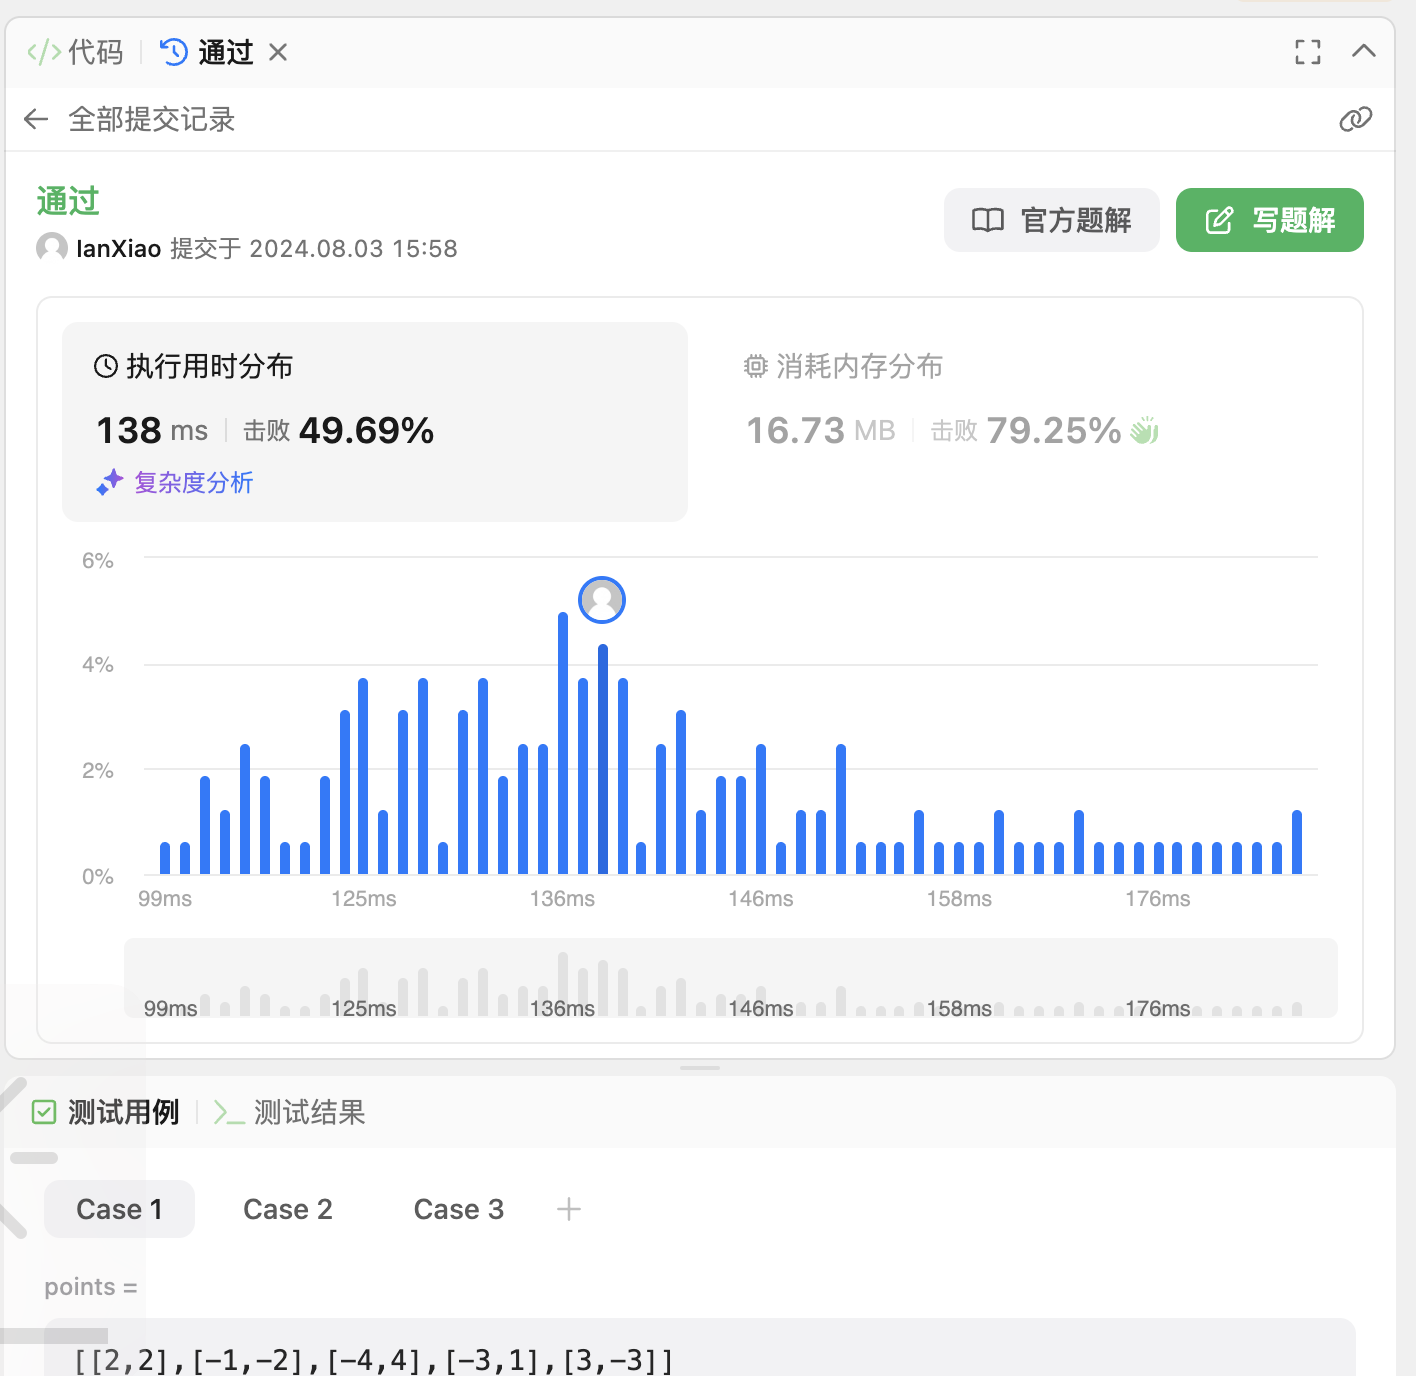 </> 代码 通过
全部提交记录
通过
IanXiao 提交于 2024.08.03 15:58
官方题解
写题解
执行用时分布
138 ms 击败 49.69%
复杂度分析
消耗内存分布
16.73 MB 击败 79.25%
6%
4%
2%
0%
99ms 125ms 136ms 146ms 158ms 176ms
99ms 125ms 136ms 146ms 158ms 176ms
测试用例 测试结果
Case 1 Case 2 Case 3
points =
[[2,2],[-1,-2],[-4,4],[-3,1],[3,-3]]